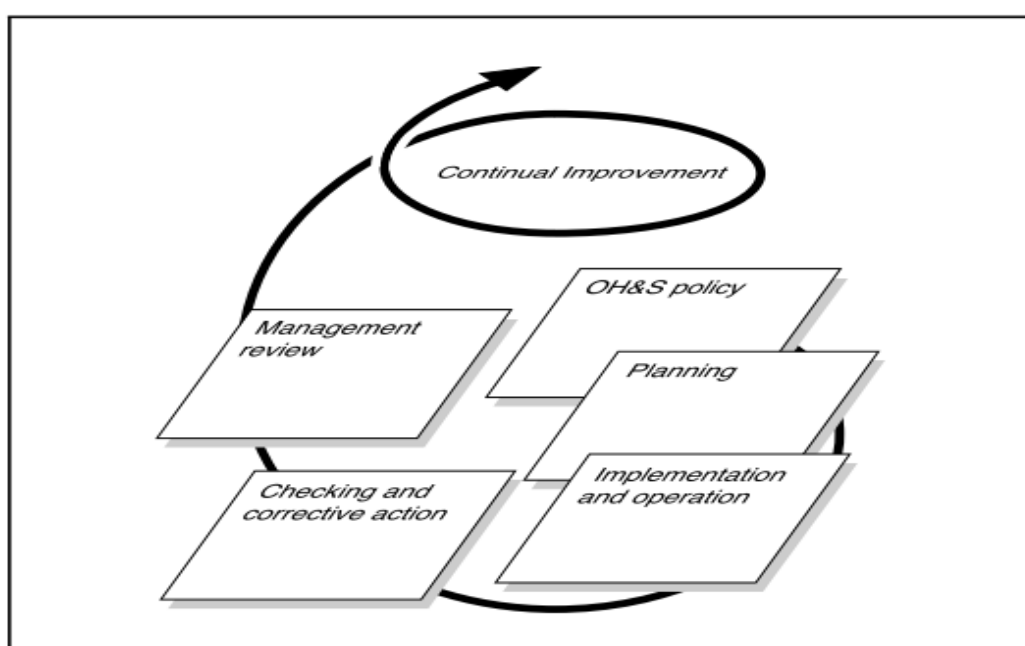 Continual Improvement
OH&S policy
Management
review
Planning
Implementation
and operation
Checking and
corrective action